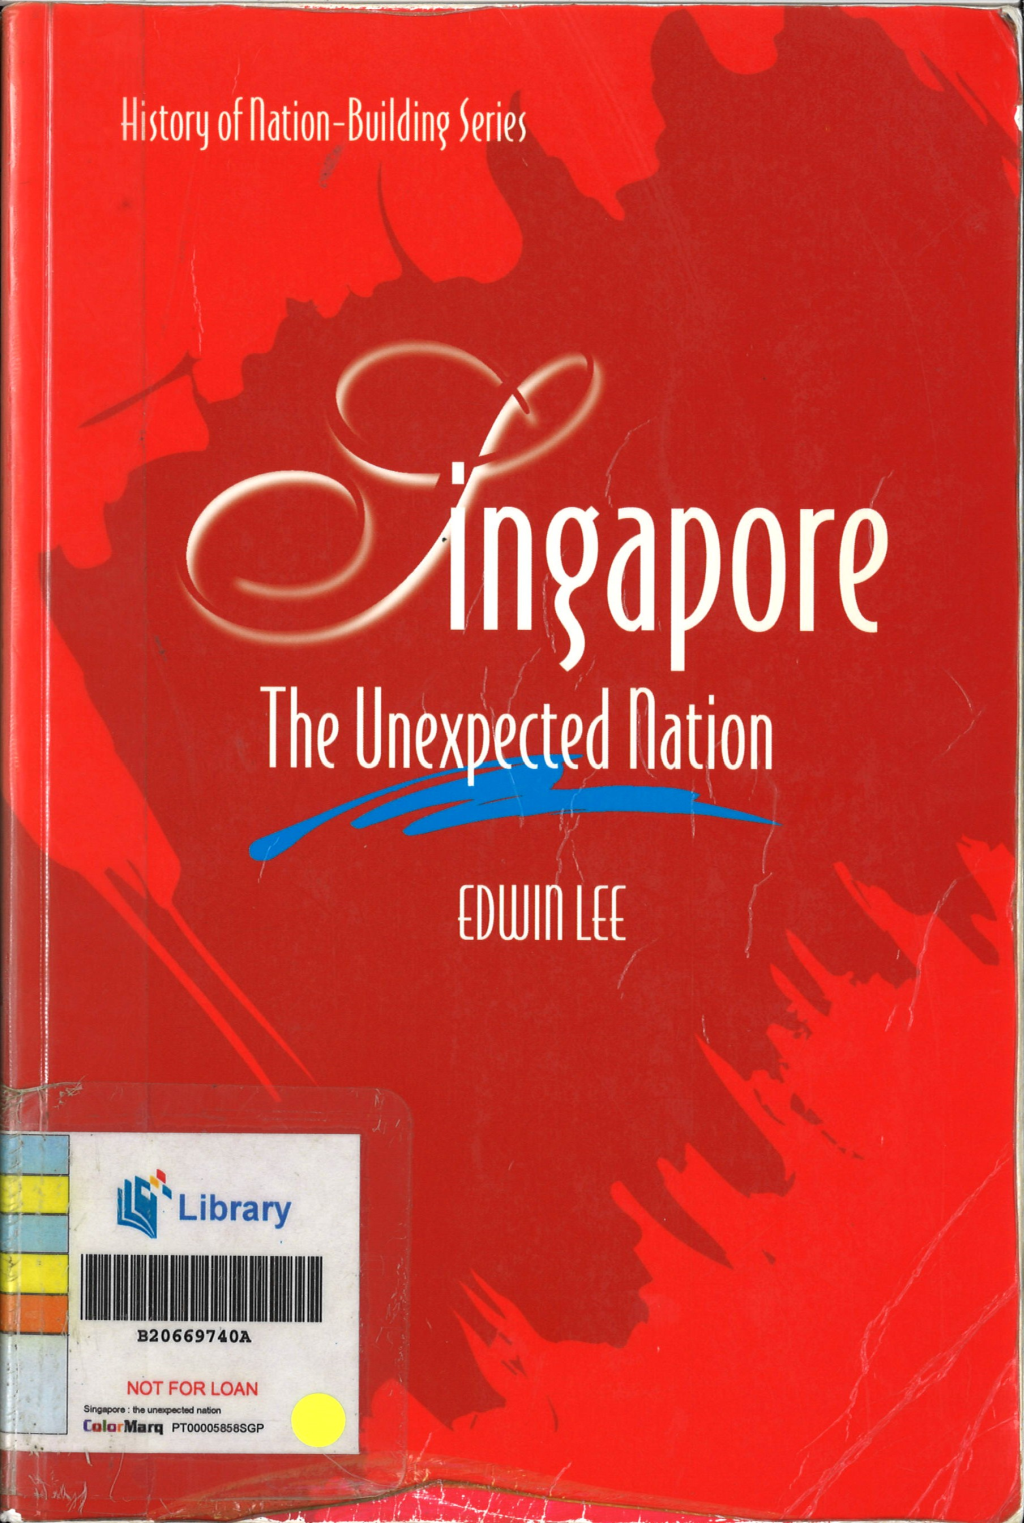 History of Nation-Building Series
Singapore
The Unexpected Nation
EDWIN LEE
Library
B20669740A
NOT FOR LOAN
Singapore : the unexpected nation
ColorMarq PT00005858SGP